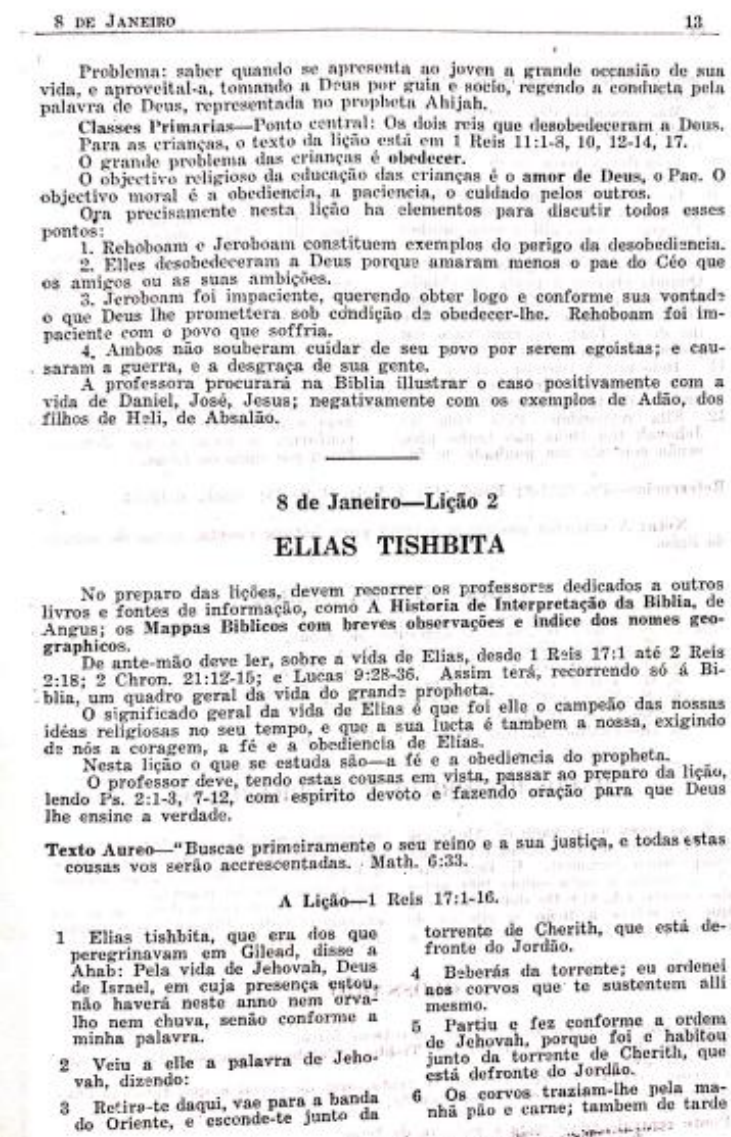 8 DE JANEIRO 13
Problema: saber quando se apresenta ao joven a grande occasião de sua
vida, e aproveital-a, tomando a Deus por guia e socio, regendo a conducta pela
palavra de Deus, representada no propheta Ahijah.
Classes Primarias—Ponto central: Os dois reis que desobedeceram a Deus.
Para as crianças, o texto da lição está em 1 Reis 11:1-8, 10, 12-14, 17.
O grande problema das crianças é obedecer.
O objectivo religioso da educação das crianças é o amor de Deus, o Pae. O
objectivo moral é a obediencia, a paciencia, o cuidado pelos outros.
Ora precisamente nesta lição ha elementos para discutir todos esses
pontos:
1. Rehoboam e Jeroboam constituem exemplos do perigo da desobediencia.
2. Elles desobedeceram a Deus porque amaram menos o pae do Céo que
os amigos ou as suas ambições.
3. Jeroboam foi impaciente, querendo obter logo e conforme sua vontade
o que Deus lhe promettera sob condição de obedecer-lhe. Rehoboam foi im-
paciente com o povo que soffria.
4. Ambos não souberam cuidar de seu povo por serem egoistas; e cau-
saram a guerra, e a desgraça de sua gente.
A professora procurará na Biblia illustrar o caso positivamente com a
vida de Daniel, José, Jesus; negativamente com os exemplos de Adão, dos
filhos de Heli, de Absalão.
8 de Janeiro—Lição 2
ELIAS TISHBITA
No preparo das lições, devem recorrer os professores dedicados a outros
livros e fontes de informação, como A Historia de Interpretação da Biblia, de
Angus; os Mappas Biblicos com breves observações e indice dos nomes geo-
graphicos.
De ante-mão deve ler, sobre a vida de Elias, desde 1 Reis 17:1 até 2 Reis
2:18; 2 Chron. 21:12-15; e Lucas 9:28-36. Assim terá, recorrendo só á Bi-
blia, um quadro geral da vida do grande propheta.
O significado geral da vida de Elias é que foi elle o campeão das nossas
idéas religiosas no seu tempo, e que a sua lucta é tambem a nossa, exigindo
de nós a coragem, a fé e a obediencia de Elias.
Nesta lição o que se estuda são—a fé e a obediencia do propheta.
O professor deve, tendo estas cousas em vista, passar ao preparo da lição,
lendo Ps. 2:1-3, 7-12, com espirito devoto e fazendo oração para que Deus
lhe ensine a verdade.
Texto Aureo—"Buscae primeiramente o seu reino e a sua justiça, e todas estas
cousas vos serão accrescentadas. Math. 6:33.
A Lição—1 Reis 17:1-16.
1 Elias tishbita, que era dos que
peregrinavam em Gilead, disse a
Ahab: Pela vida de Jehovah, Deus
de Israel, em cuja presença estou,
não haverá neste anno nem orva-
lho nem chuva, senão conforme a
minha palavra.
2 Veiu a elle a palavra de Jeho-
vah, dizendo:
3 Retira-te daqui, vae para a banda
do Oriente, e esconde-te junto da
torrente de Cherith, que está de-
fronte do Jordão.
4 Beberás da torrente; eu ordenei
aos corvos que te sustentem alli
mesmo.
5 Partiu e fez conforme a ordem
de Jehovah, porque foi e habitou
junto da torrente de Cherith, que
está defronte do Jordão.
6 Os corvos traziam-lhe pela ma-
nhã pão e carne; tambem de tarde